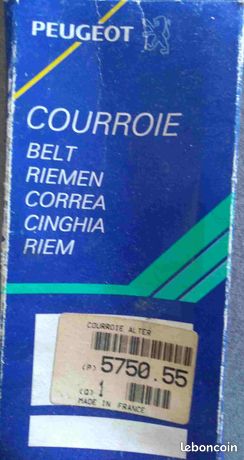 PEUGEOT
COURROIE
BELT
RIEMEN
CORREA
CINGHIA
RIEM
COURROIE ALTER
(P) 5750.55
(Q) 1
MADE IN FRANCE
leboncoin